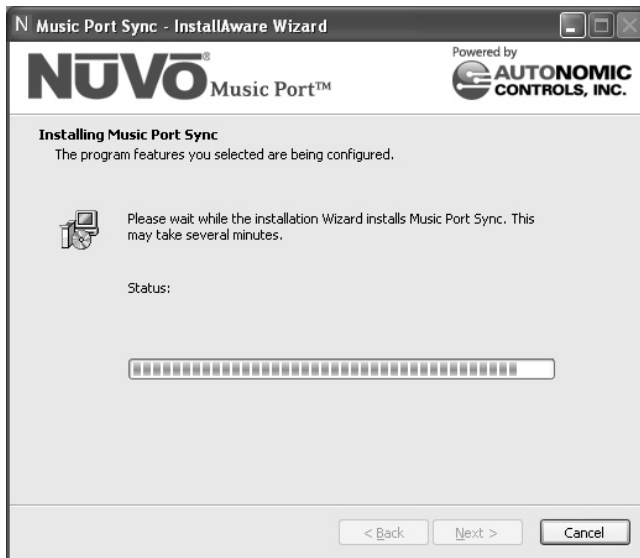 N Music Port Sync - InstallAware Wizard
NŪVŌ® Music Port™
Powered by
AUTONOMIC
CONTROLS, INC.
Installing Music Port Sync
The program features you selected are being configured.
Please wait while the installation Wizard installs Music Port Sync. This
may take several minutes.
Status:
< Back
Next >
Cancel